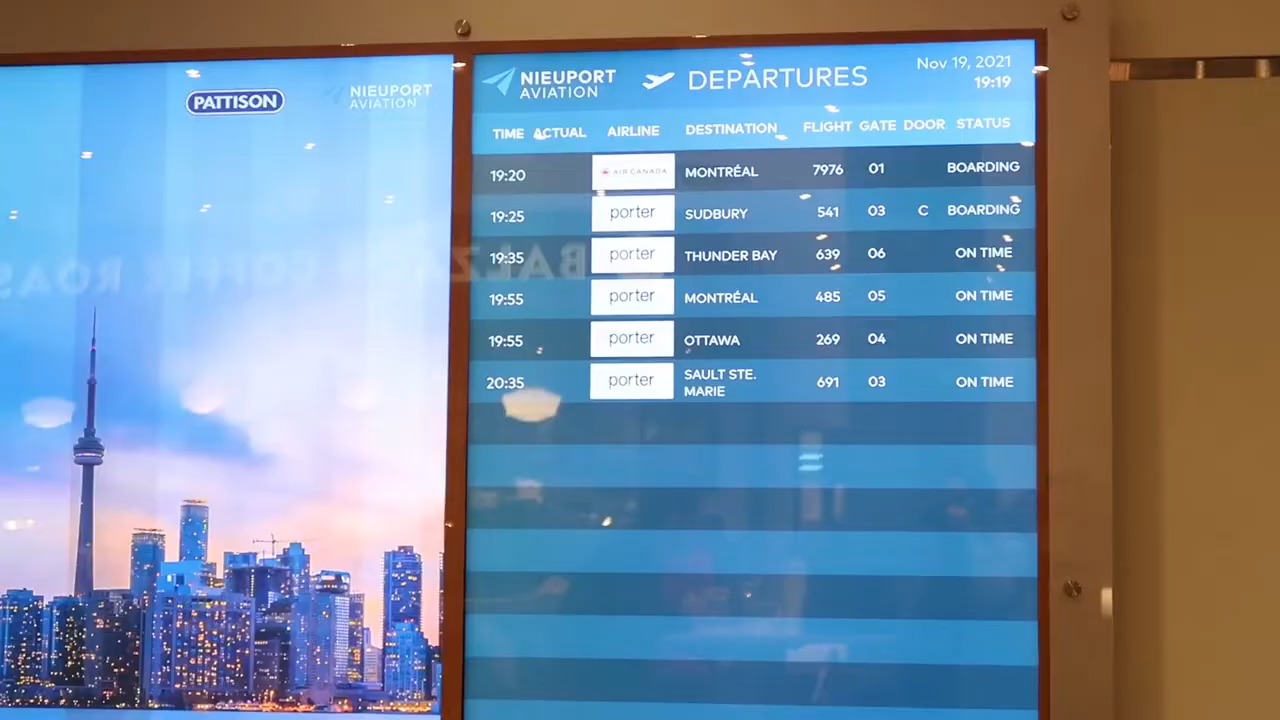 PATTISON
NIEUPORT
AVIATION
NIEUPORT
AVIATION
DEPARTURES
Nov 19, 2021
19:19
TIME ACTUAL AIRLINE DESTINATION FLIGHT GATE DOOR STATUS
19:20 AIR CANADA MONTRÉAL 7976 01 BOARDING
19:25 porter SUDBURY 541 03 C BOARDING
19:35 porter THUNDER BAY 639 06 ON TIME
19:55 porter MONTRÉAL 485 05 ON TIME
19:55 porter OTTAWA 269 04 ON TIME
20:35 porter SAULT STE. MARIE 691 03 ON TIME